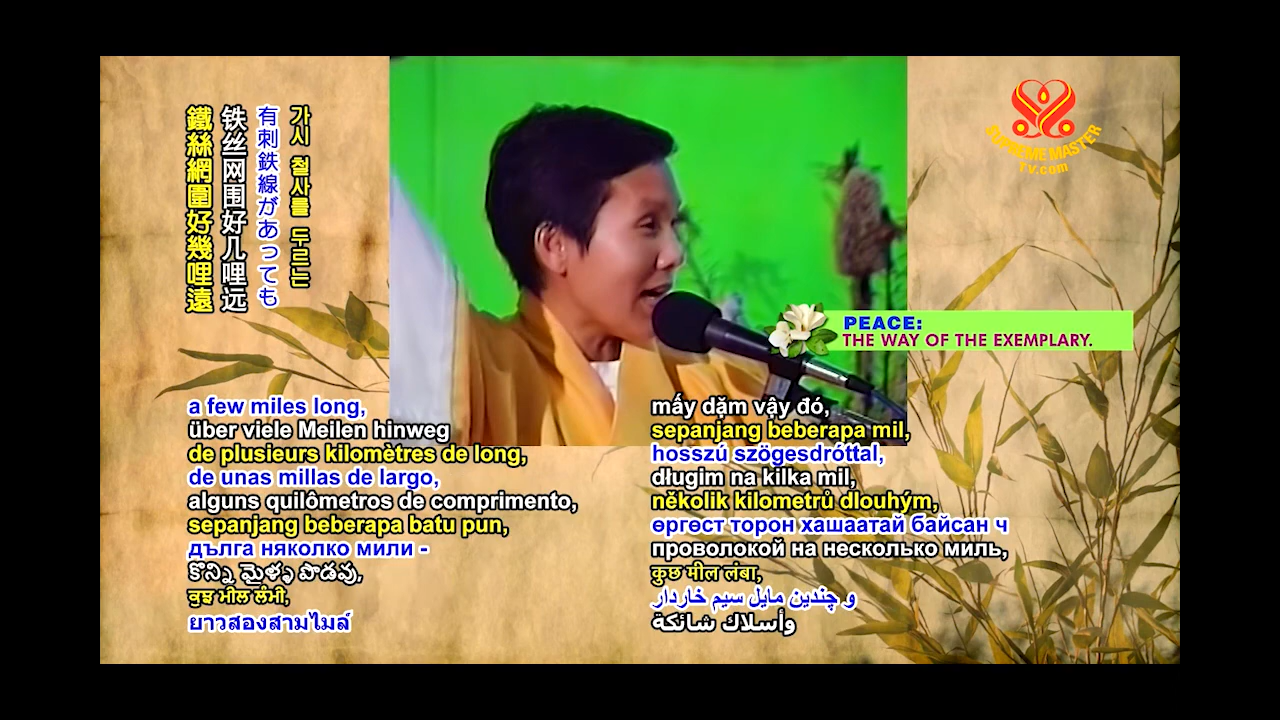 鐵絲網圍好幾哩遠
铁丝网围好几哩远
有刺鉄線があっても
가시 철사를 두르는
SUPREME MASTER
T.V.com
PEACE:
THE WAY OF THE EXEMPLARY.
a few miles long,
über viele Meilen hinweg
de plusieurs kilomètres de long,
de unas millas de largo,
alguns quilômetros de comprimento,
sepanjang beberapa batu pun,
дълга няколко мили -
కొన్ని మైళ్ళు పొడవు,
ਕੁਝ ਮੀਲ ਲੰਮੀ,
ยาวสองสามไมล์
mấy dặm vậy đó,
sepanjang beberapa mil,
hosszú szögesdróttal,
długim na kilka mil,
několik kilometrů dlouhým,
өргөст торон хашаатай байсан ч
проволокой на несколько миль,
कुछ मील लंबा,
و چندین مایل سیم خاردار
وأسلاك شائكة